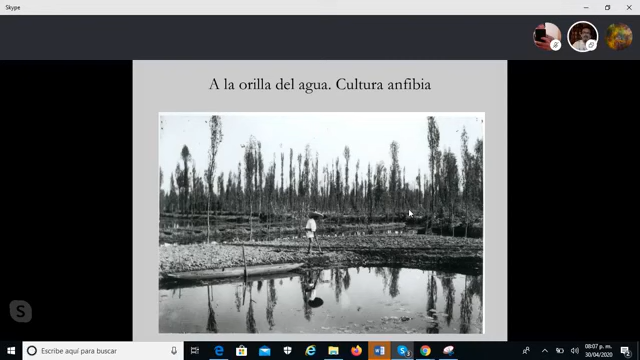 Skype
A la orilla del agua. Cultura anfibia
Escribe aquí para buscar
08:07 p. m.
30/04/2020